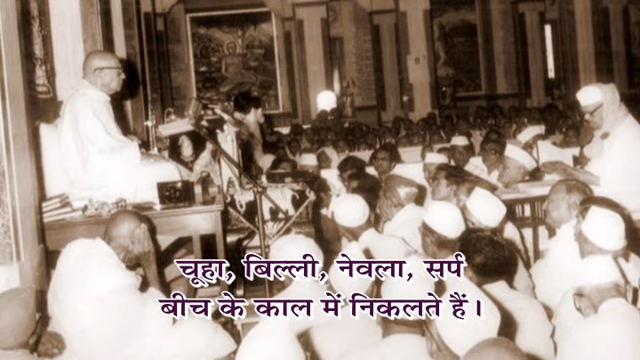 चूहा, बिल्ली, नेवला, सर्प
बीच के काल में निकलते हैं।